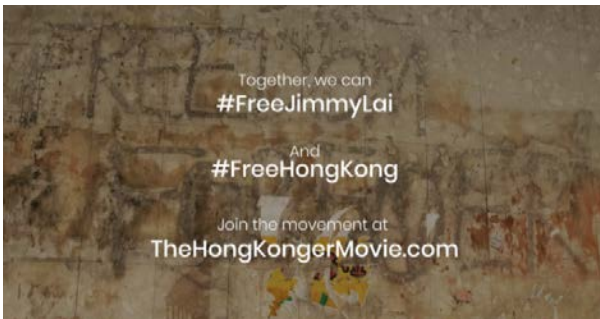 Together, we can
#FreeJimmyLai
And
#FreeHongKong
Join the movement at
TheHongKongerMovie.com